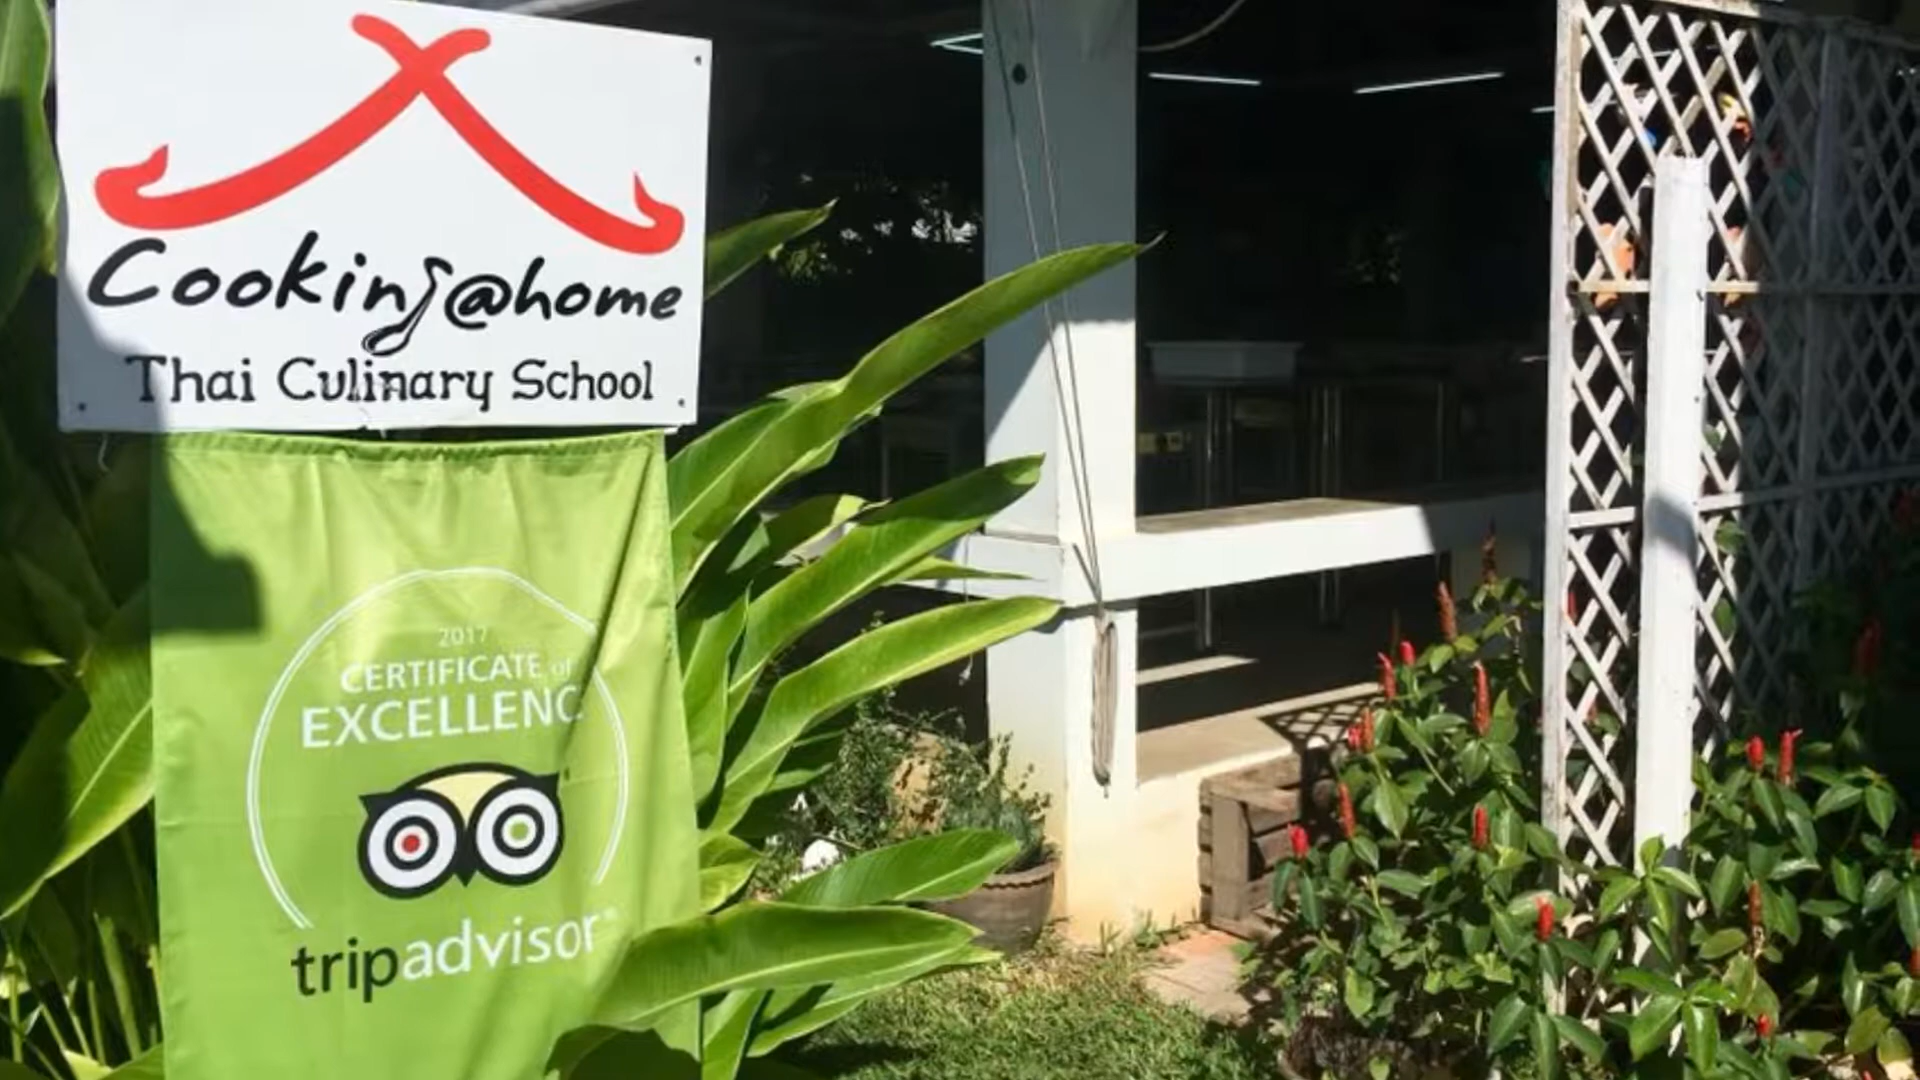 Cooking@home
Thai Culinary School
2017
CERTIFICATE of
EXCELLENC
tripadvisor